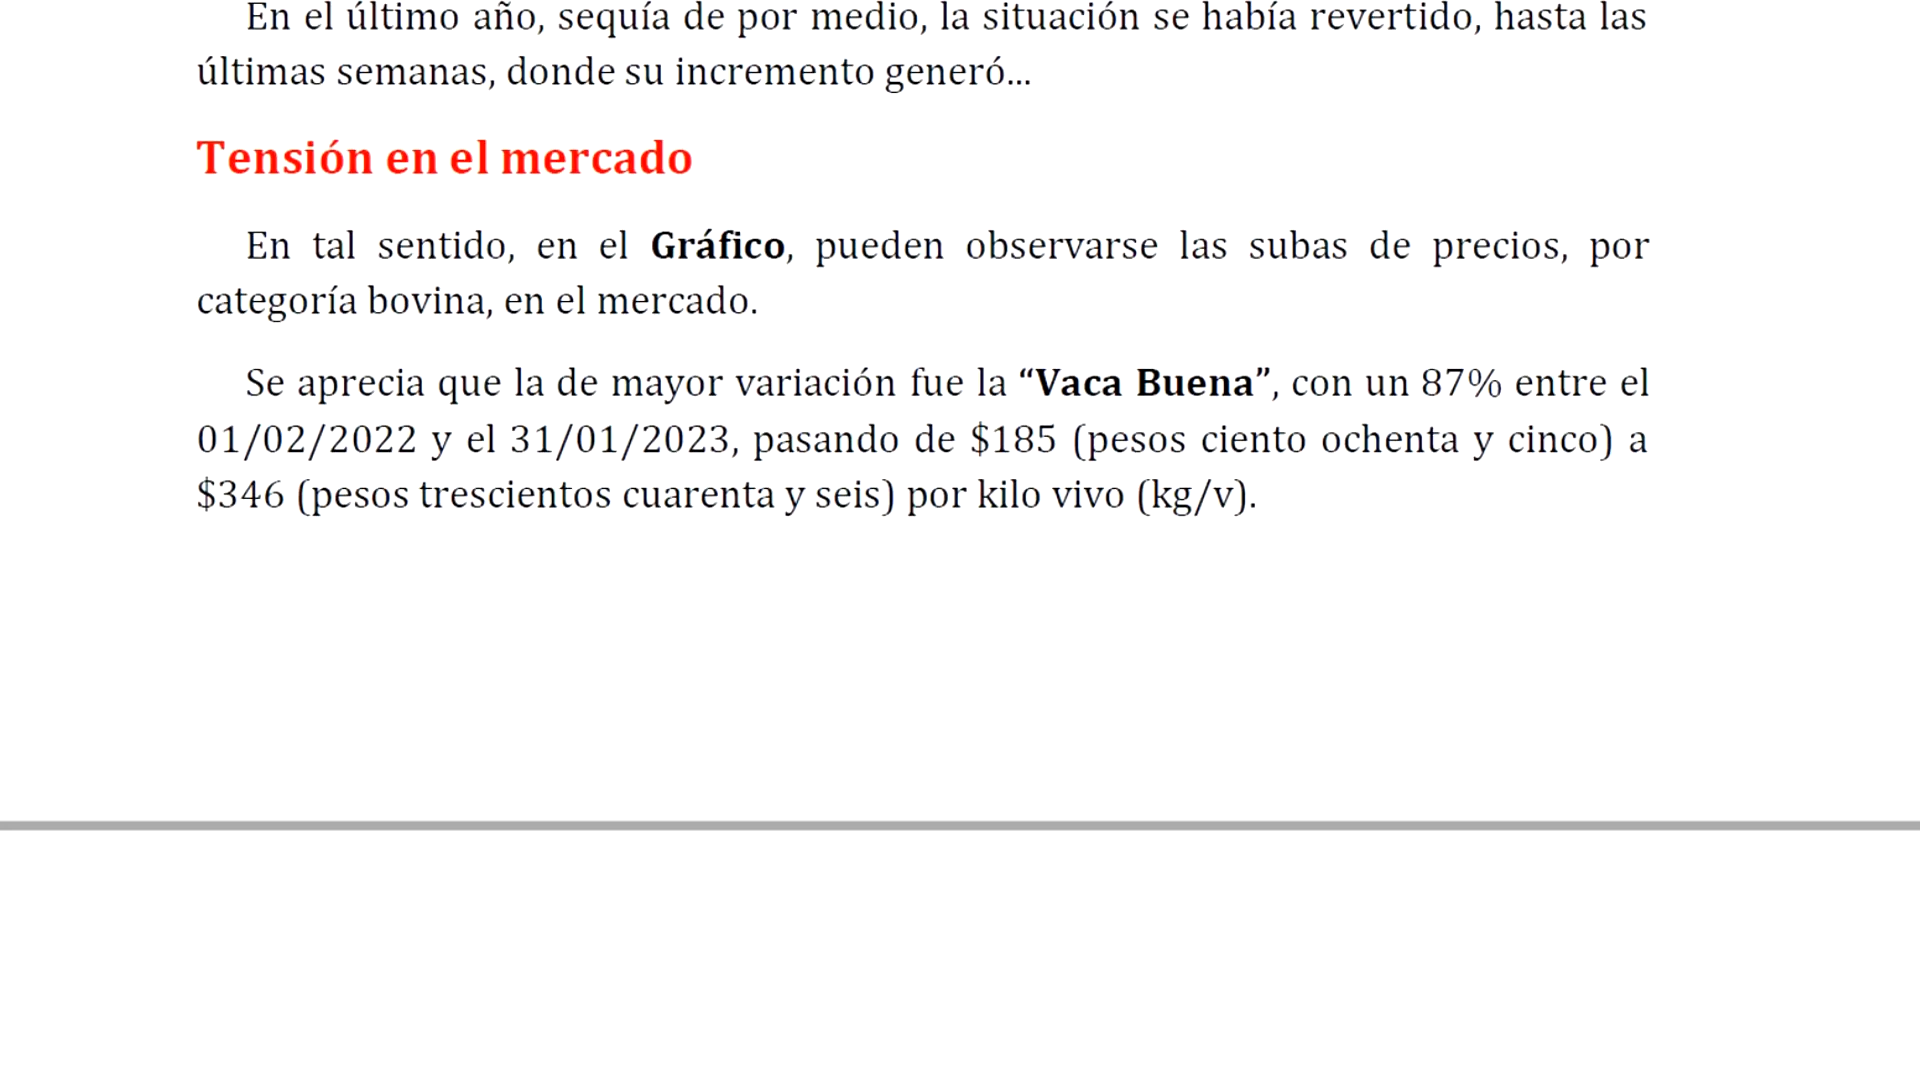 En el último año, sequía de por medio, la situación se había revertido, hasta las
últimas semanas, donde su incremento generó...
Tensión en el mercado
En tal sentido, en el Gráfico, pueden observarse las subas de precios, por
categoría bovina, en el mercado.
Se aprecia que la de mayor variación fue la “Vaca Buena”, con un 87% entre el
01/02/2022 y el 31/01/2023, pasando de $185 (pesos ciento ochenta y cinco) a
$346 (pesos trescientos cuarenta y seis) por kilo vivo (kg/v).